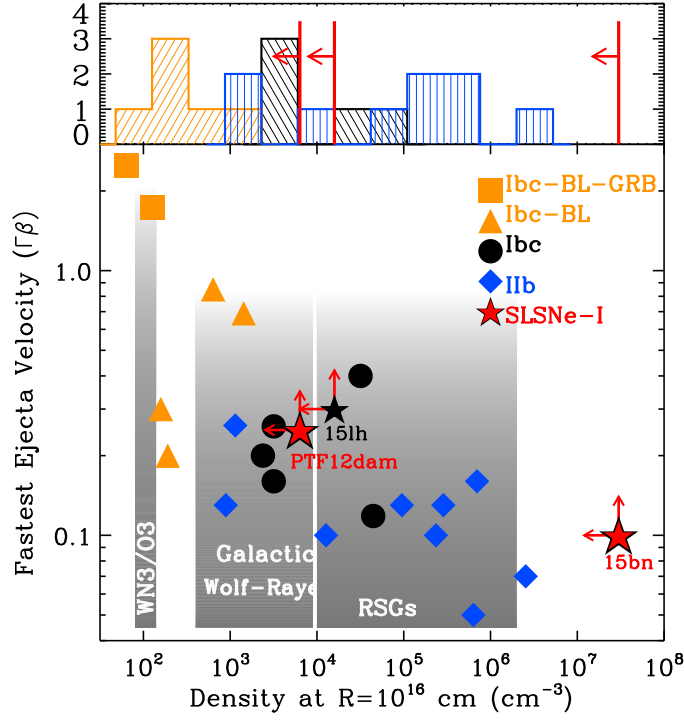 4
3
2
1
0
Ibc-BL-GRB
Ibc-BL
Ibc
IIb
SLSNe-I
1.0
0.1
Fastest Ejecta Velocity (Γβ)
15lh
PTF12dam
15bn
WN3/O3
Galactic
Wolf-Raye
RSGs
10² 10³ 10⁴ 10⁵ 10⁶ 10⁷ 10⁸
Density at R=10¹⁶ cm (cm⁻³)